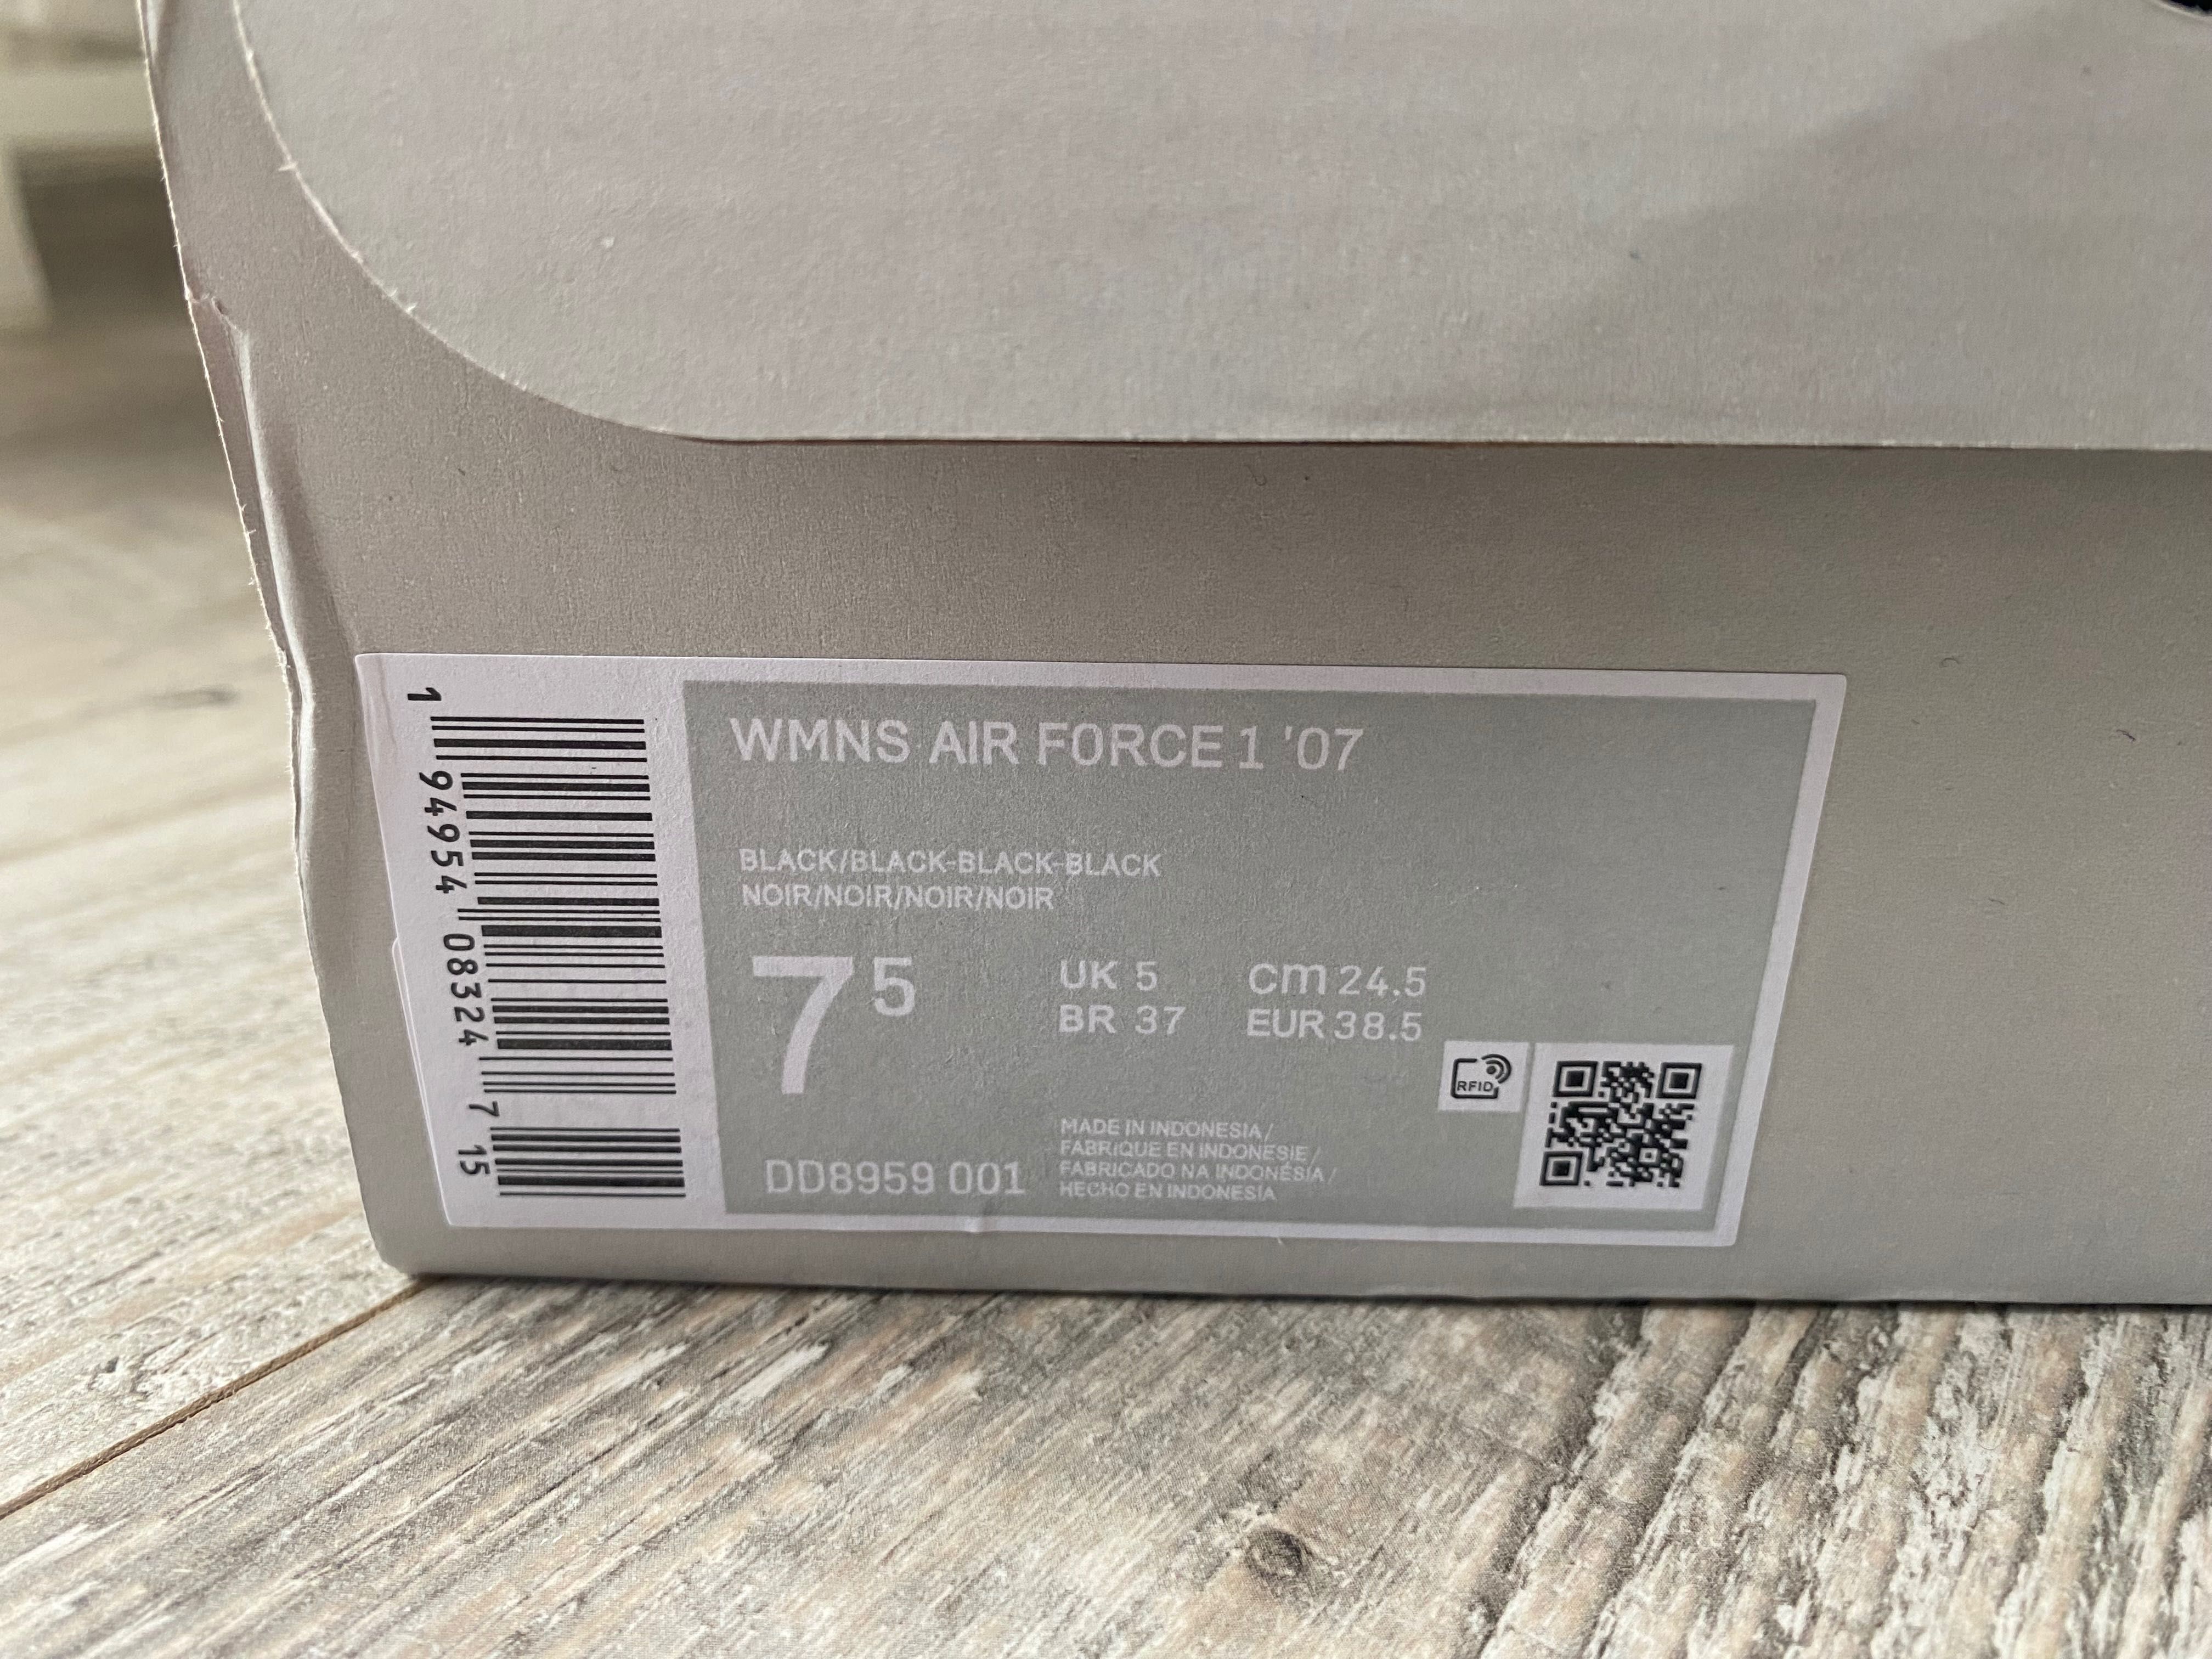 WMNS AIR FORCE 1 '07
BLACK/BLACK-BLACK-BLACK
NOIR/NOIR/NOIR/NOIR
7 5
UK 5 cm 24.5
BR 37 EUR 38.5
DD8959 001
MADE IN INDONESIA/
FABRIQUE EN INDONESIE/
FABRICADO NA INDONÉSIA/
HECHO EN INDONESIA
RFID
1 94954 08324 7 15